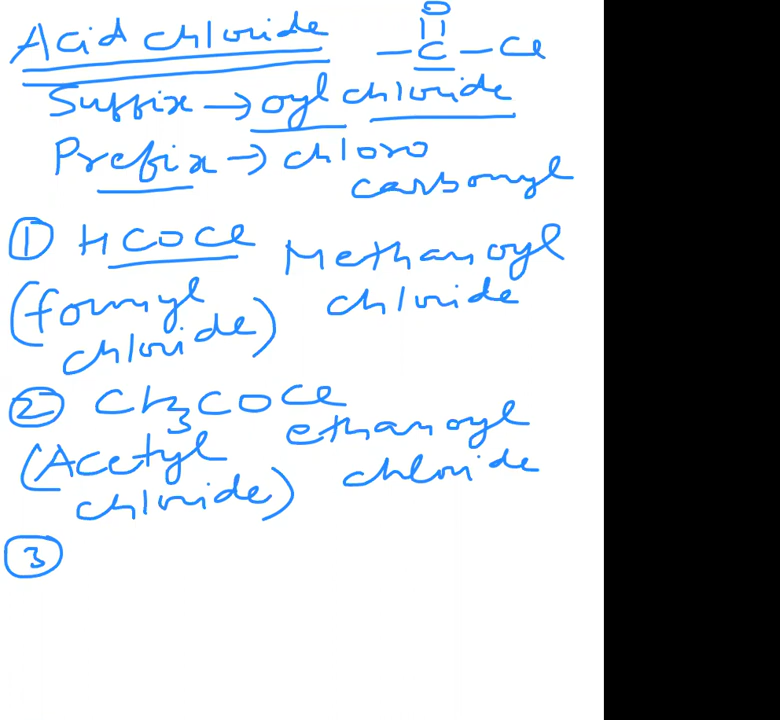 Acid chloride
O
||
-C-Cl
Suffix → oyl chloride
Prefix → chloro
carbonyl
① HCOCl Methanoyl
chloride
(formyl
chloride)
② CH3COCl ethanoyl
chloride
(Acetyl
chloride)
③